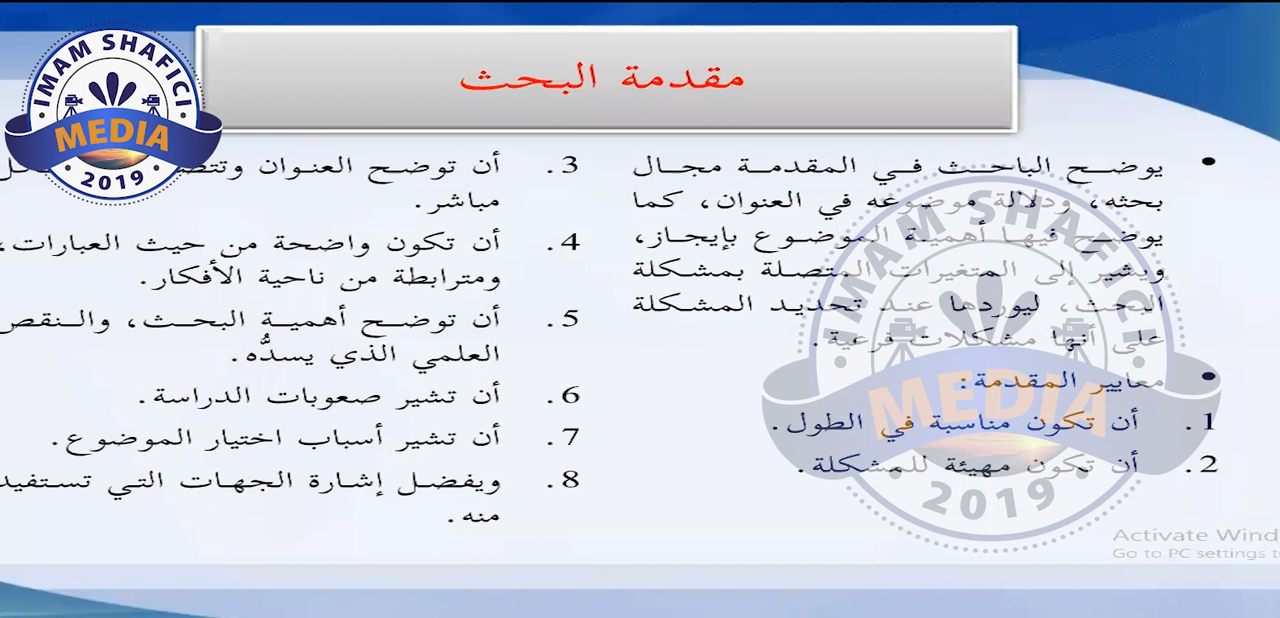 مقدمة البحث
• يوضح الباحث في المقدمة مجال
بحثه، ودلالة موضوعه في العنوان، كما
يوضح فيها أهمية الموضوع بإيجاز،
ويشير إلى المتغيرات المتصلة بمشكلة
البحث، ليوردها عند تحديد المشكلة
على أنها مشكلات فرعية.
• معايير المقدمة:
1. أن تكون مناسبة في الطول.
2. أن تكون مهيئة للمشكلة.
3. أن توضح العنوان
مباشر.
4. أن تكون واضحة من حيث العبارات،
ومترابطة من ناحية الأفكار.
5. أن توضح أهمية البحث، والنقص
العلمي الذي يسدُّه.
6. أن تشير صعوبات الدراسة.
7. أن تشير أسباب اختيار الموضوع.
8. ويفضل إشارة الجهات التي تستفيد
منه.
IMAM SHAFICI
MEDIA
2019
IMAM SHAFICI
MEDIA
2019
Activate Wind
Go to PC settings t